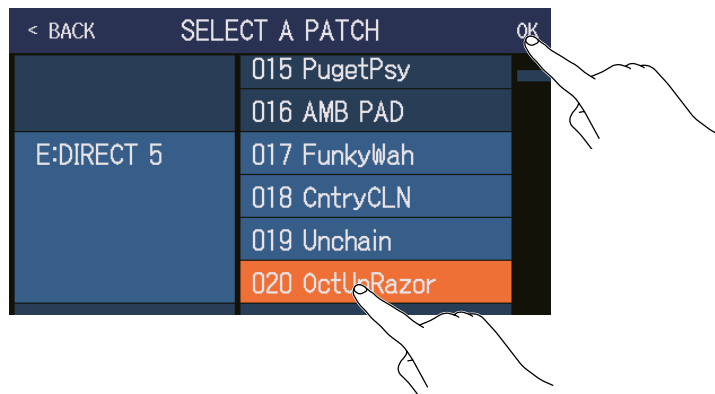 < BACK SELECT A PATCH OK
015 PugetPsy
016 AMB PAD
E:DIRECT 5 017 FunkyWah
018 CntryCLN
019 Unchain
020 OctUpRazor